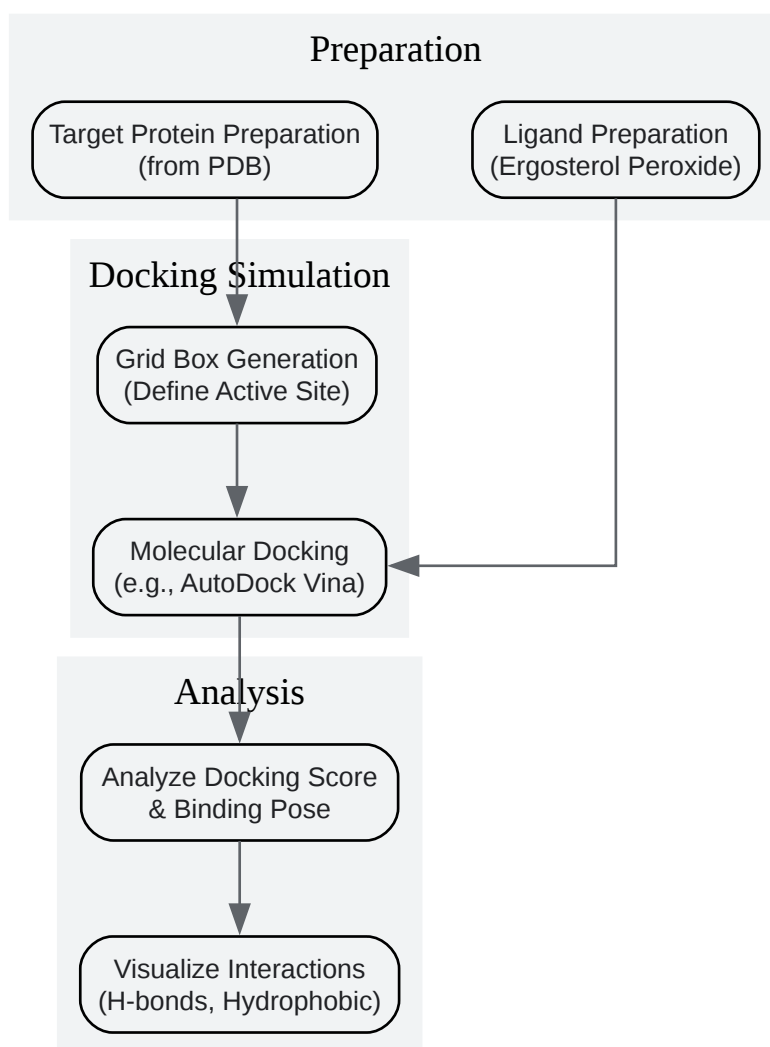 Preparation
Target Protein Preparation
(from PDB)
Ligand Preparation
(Ergosterol Peroxide)
Docking Simulation
Grid Box Generation
(Define Active Site)
Molecular Docking
(e.g., AutoDock Vina)
Analysis
Analyze Docking Score
& Binding Pose
Visualize Interactions
(H-bonds, Hydrophobic)